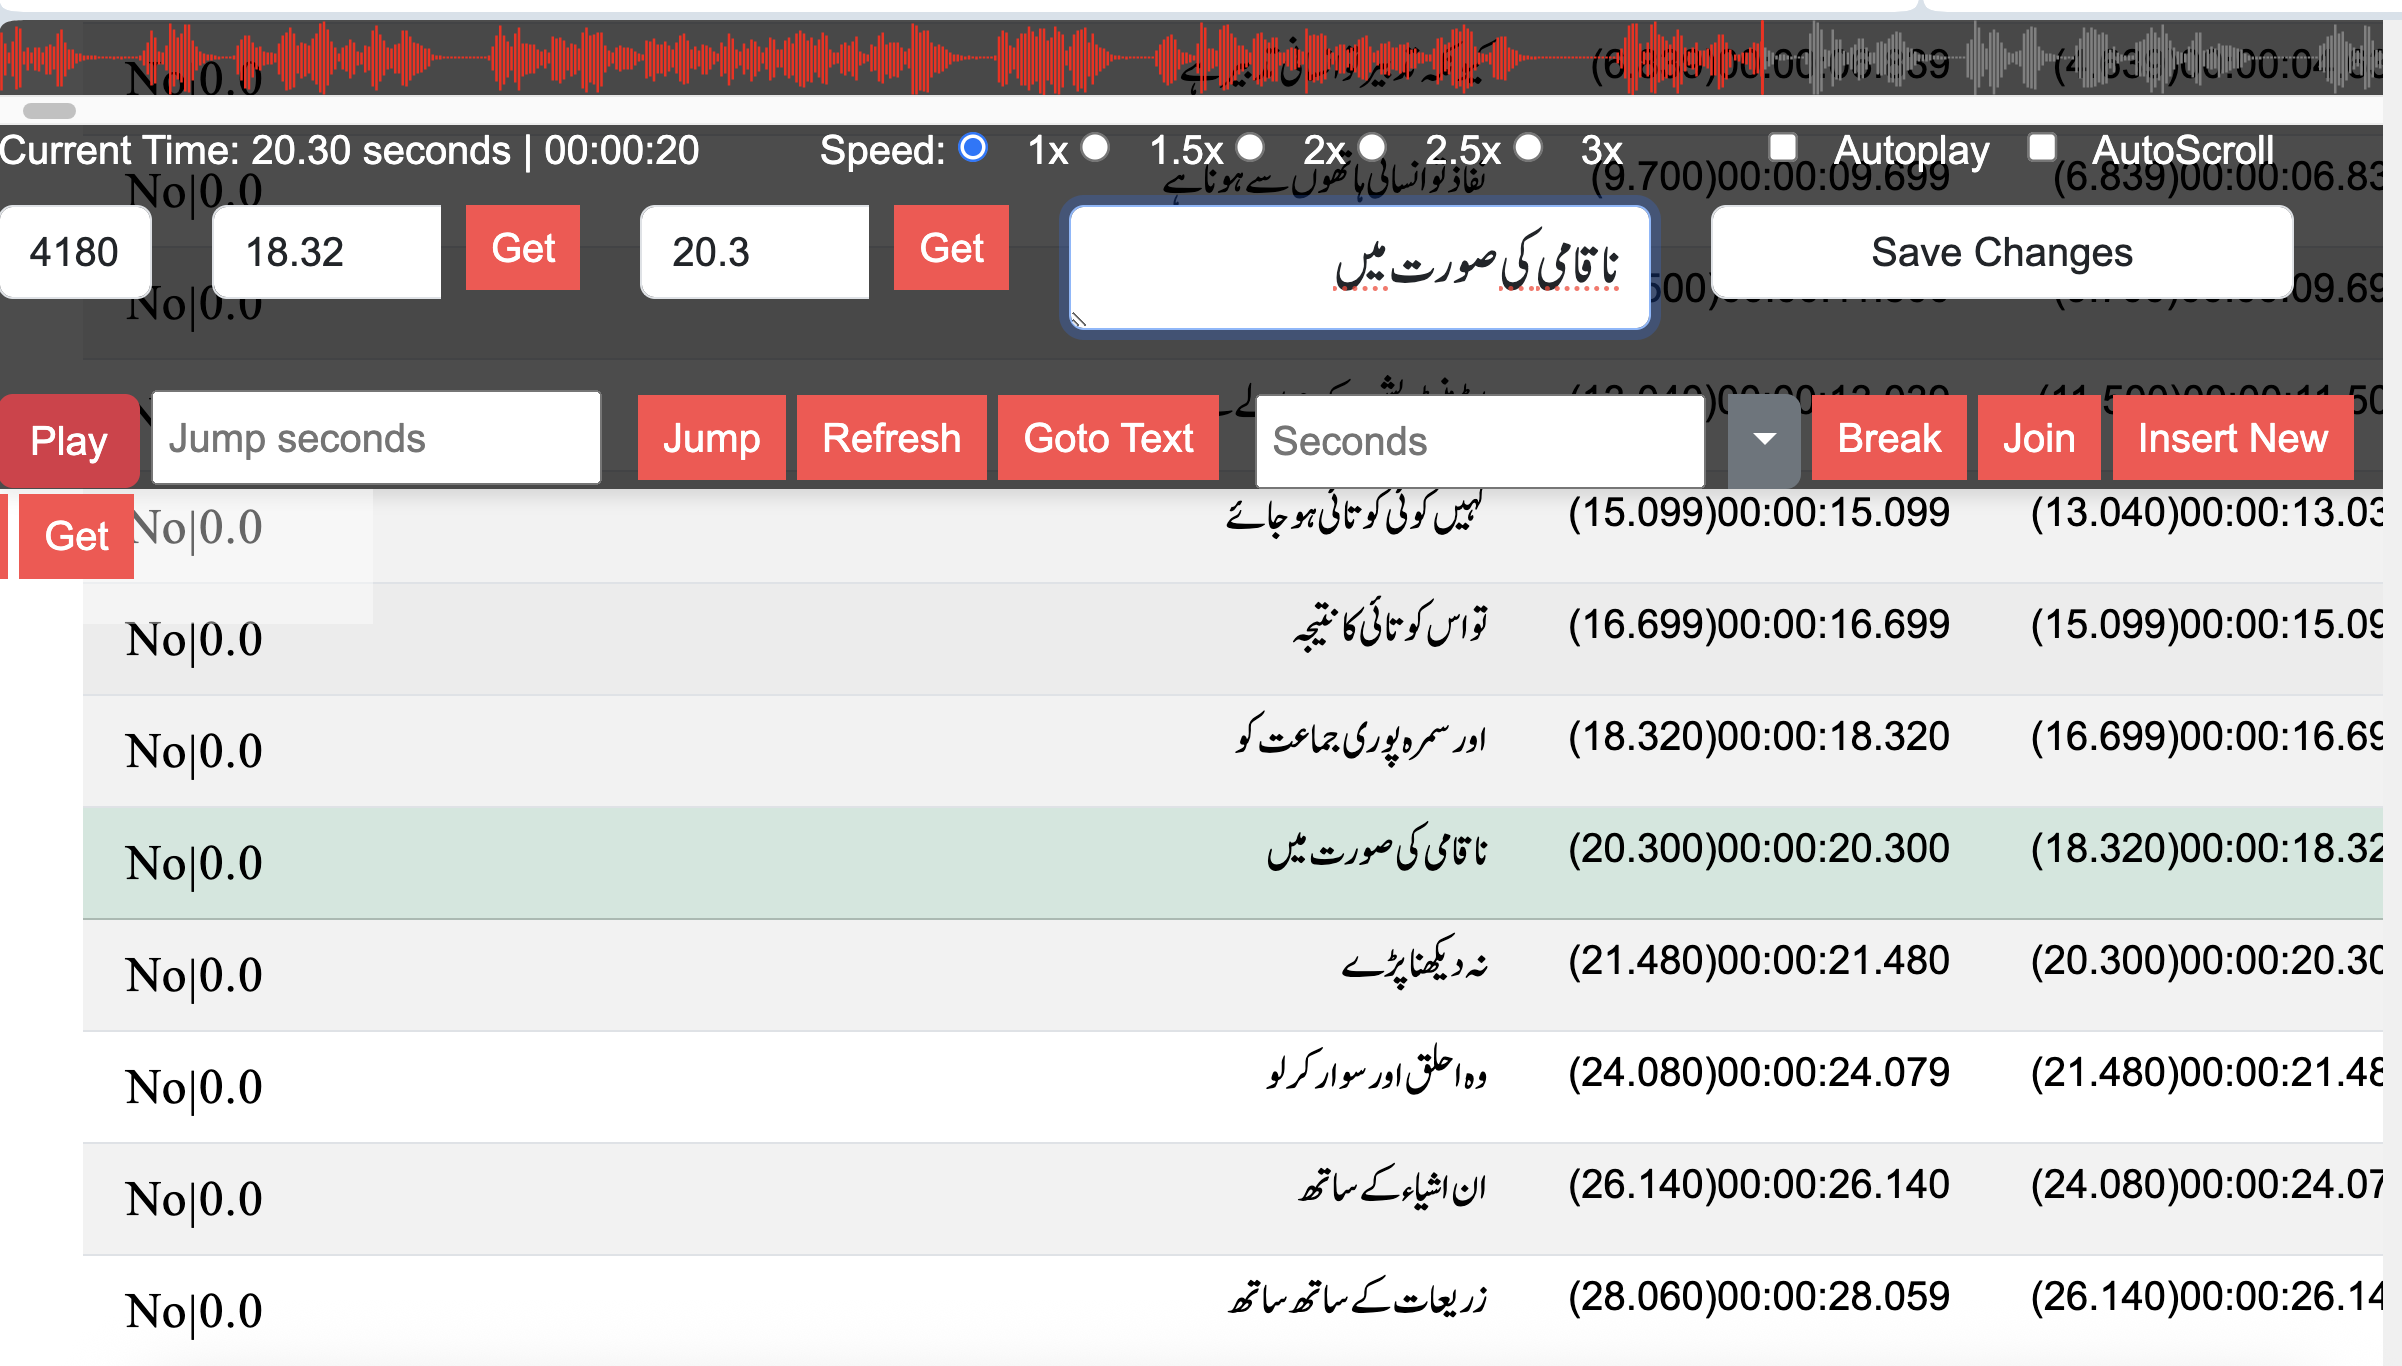 Current Time: 20.30 seconds | 00:00:20 Speed: 1x 1.5x 2x 2.5x 3x Autoplay AutoScroll
No|0.0 نفاذ تو انسانی ہاتھوں سے ہونا ہے (9.700)00:00:09.699 (6.839)00:00:06.83
4180 18.32 Get 20.3 Get ناقامی کی صورت میں Save Changes
No|0.0
Play Jump seconds Jump Refresh Goto Text Seconds Break Join Insert New
Get
No|0.0 کہیں کوئی کوتائی ہو جائے (15.099)00:00:15.099 (13.040)00:00:13.03
No|0.0 تو اس کوتائی کا نتیجہ (16.699)00:00:16.699 (15.099)00:00:15.09
No|0.0 اور سمرہ پوری جماعت کو (18.320)00:00:18.320 (16.699)00:00:16.69
No|0.0 ناقامی کی صورت میں (20.300)00:00:20.300 (18.320)00:00:18.32
No|0.0 نہ دیکھنا پڑے (21.480)00:00:21.480 (20.300)00:00:20.30
No|0.0 وہ احلق اور سوار کر لو (24.080)00:00:24.079 (21.480)00:00:21.48
No|0.0 ان اشیاء کے ساتھ (26.140)00:00:26.140 (24.080)00:00:24.07
No|0.0 زریعات کے ساتھ ساتھ (28.060)00:00:28.059 (26.140)00:00:26.14